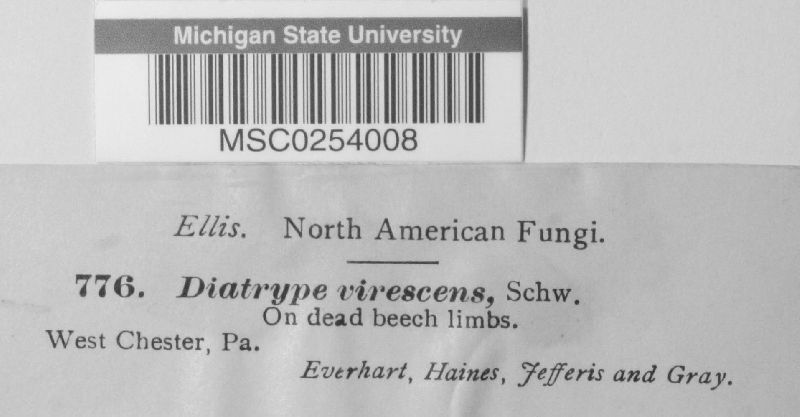 Michigan State University
MSC0254008
Ellis. North American Fungi.
776. Diatrype virescens, Schw.
On dead beech limbs.
West Chester, Pa.
Everhart, Haines, Jefferis and Gray.